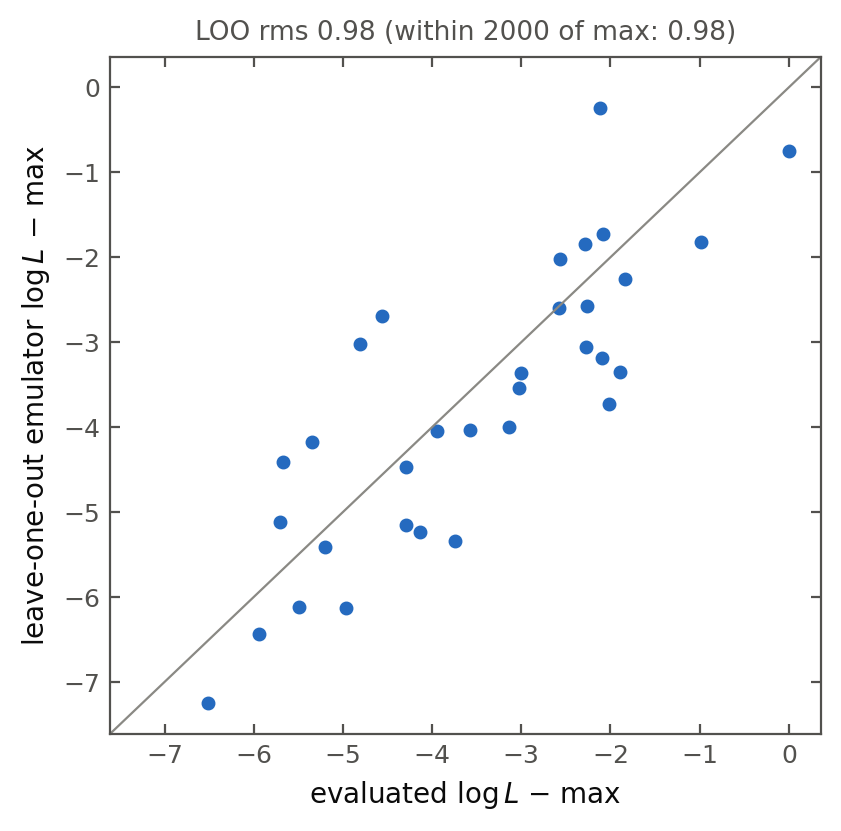 LOO rms 0.98 (within 2000 of max: 0.98)
leave-one-out emulator log L − max
0
−1
−2
−3
−4
−5
−6
−7
−7 −6 −5 −4 −3 −2 −1 0
evaluated log L − max